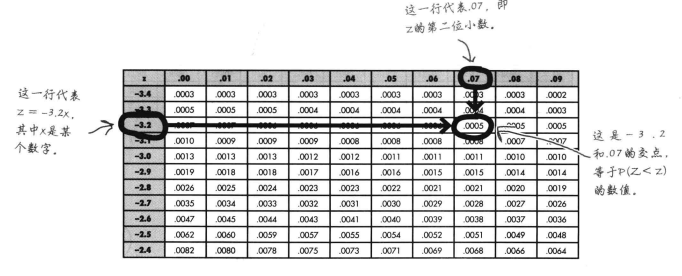 这一行代表.07，即
z的第二位小数。
这一行代表
z = -3.2x，
其中x是某
个数字。
z .00 .01 .02 .03 .04 .05 .06 .07 .08 .09
-3.4 .0003 .0003 .0003 .0003 .0003 .0003 .0003 .0003 .0003 .0002
-3.3 .0005 .0005 .0005 .0004 .0004 .0004 .0004 .0004 .0004 .0003
-3.2 .0005 .0005 .0005
-3.1 .0010 .0009 .0009 .0009 .0008 .0008 .0008 .0008 .0007 .0007
-3.0 .0013 .0013 .0013 .0012 .0012 .0011 .0011 .0011 .0010 .0010
-2.9 .0019 .0018 .0018 .0017 .0016 .0016 .0015 .0015 .0014 .0014
-2.8 .0026 .0025 .0024 .0023 .0023 .0022 .0021 .0021 .0020 .0019
-2.7 .0035 .0034 .0033 .0032 .0031 .0030 .0029 .0028 .0027 .0026
-2.6 .0047 .0045 .0044 .0043 .0041 .0040 .0039 .0038 .0037 .0036
-2.5 .0062 .0060 .0059 .0057 .0055 .0054 .0052 .0051 .0049 .0048
-2.4 .0082 .0080 .0078 .0075 .0073 .0071 .0069 .0068 .0066 .0064
这是-3.2
和.07的交点，
等于P(Z<z)
的数值。